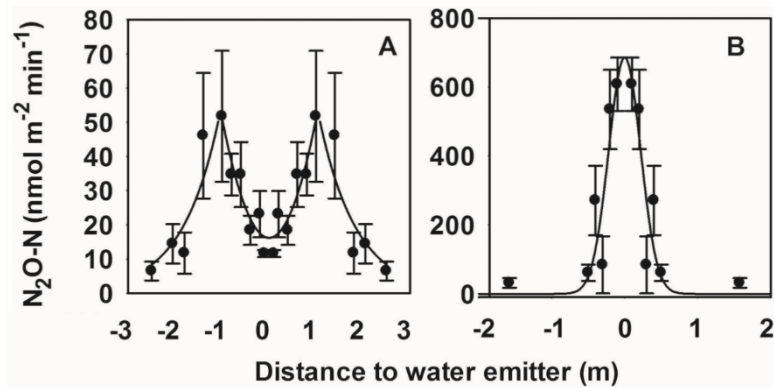 A
B
N2O-N (nmol m-2 min-1)
80
70
60
50
40
30
20
10
0
-3 -2 -1 0 1 2 3
800
600
400
200
0
-2 -1 0 1 2
Distance to water emitter (m)